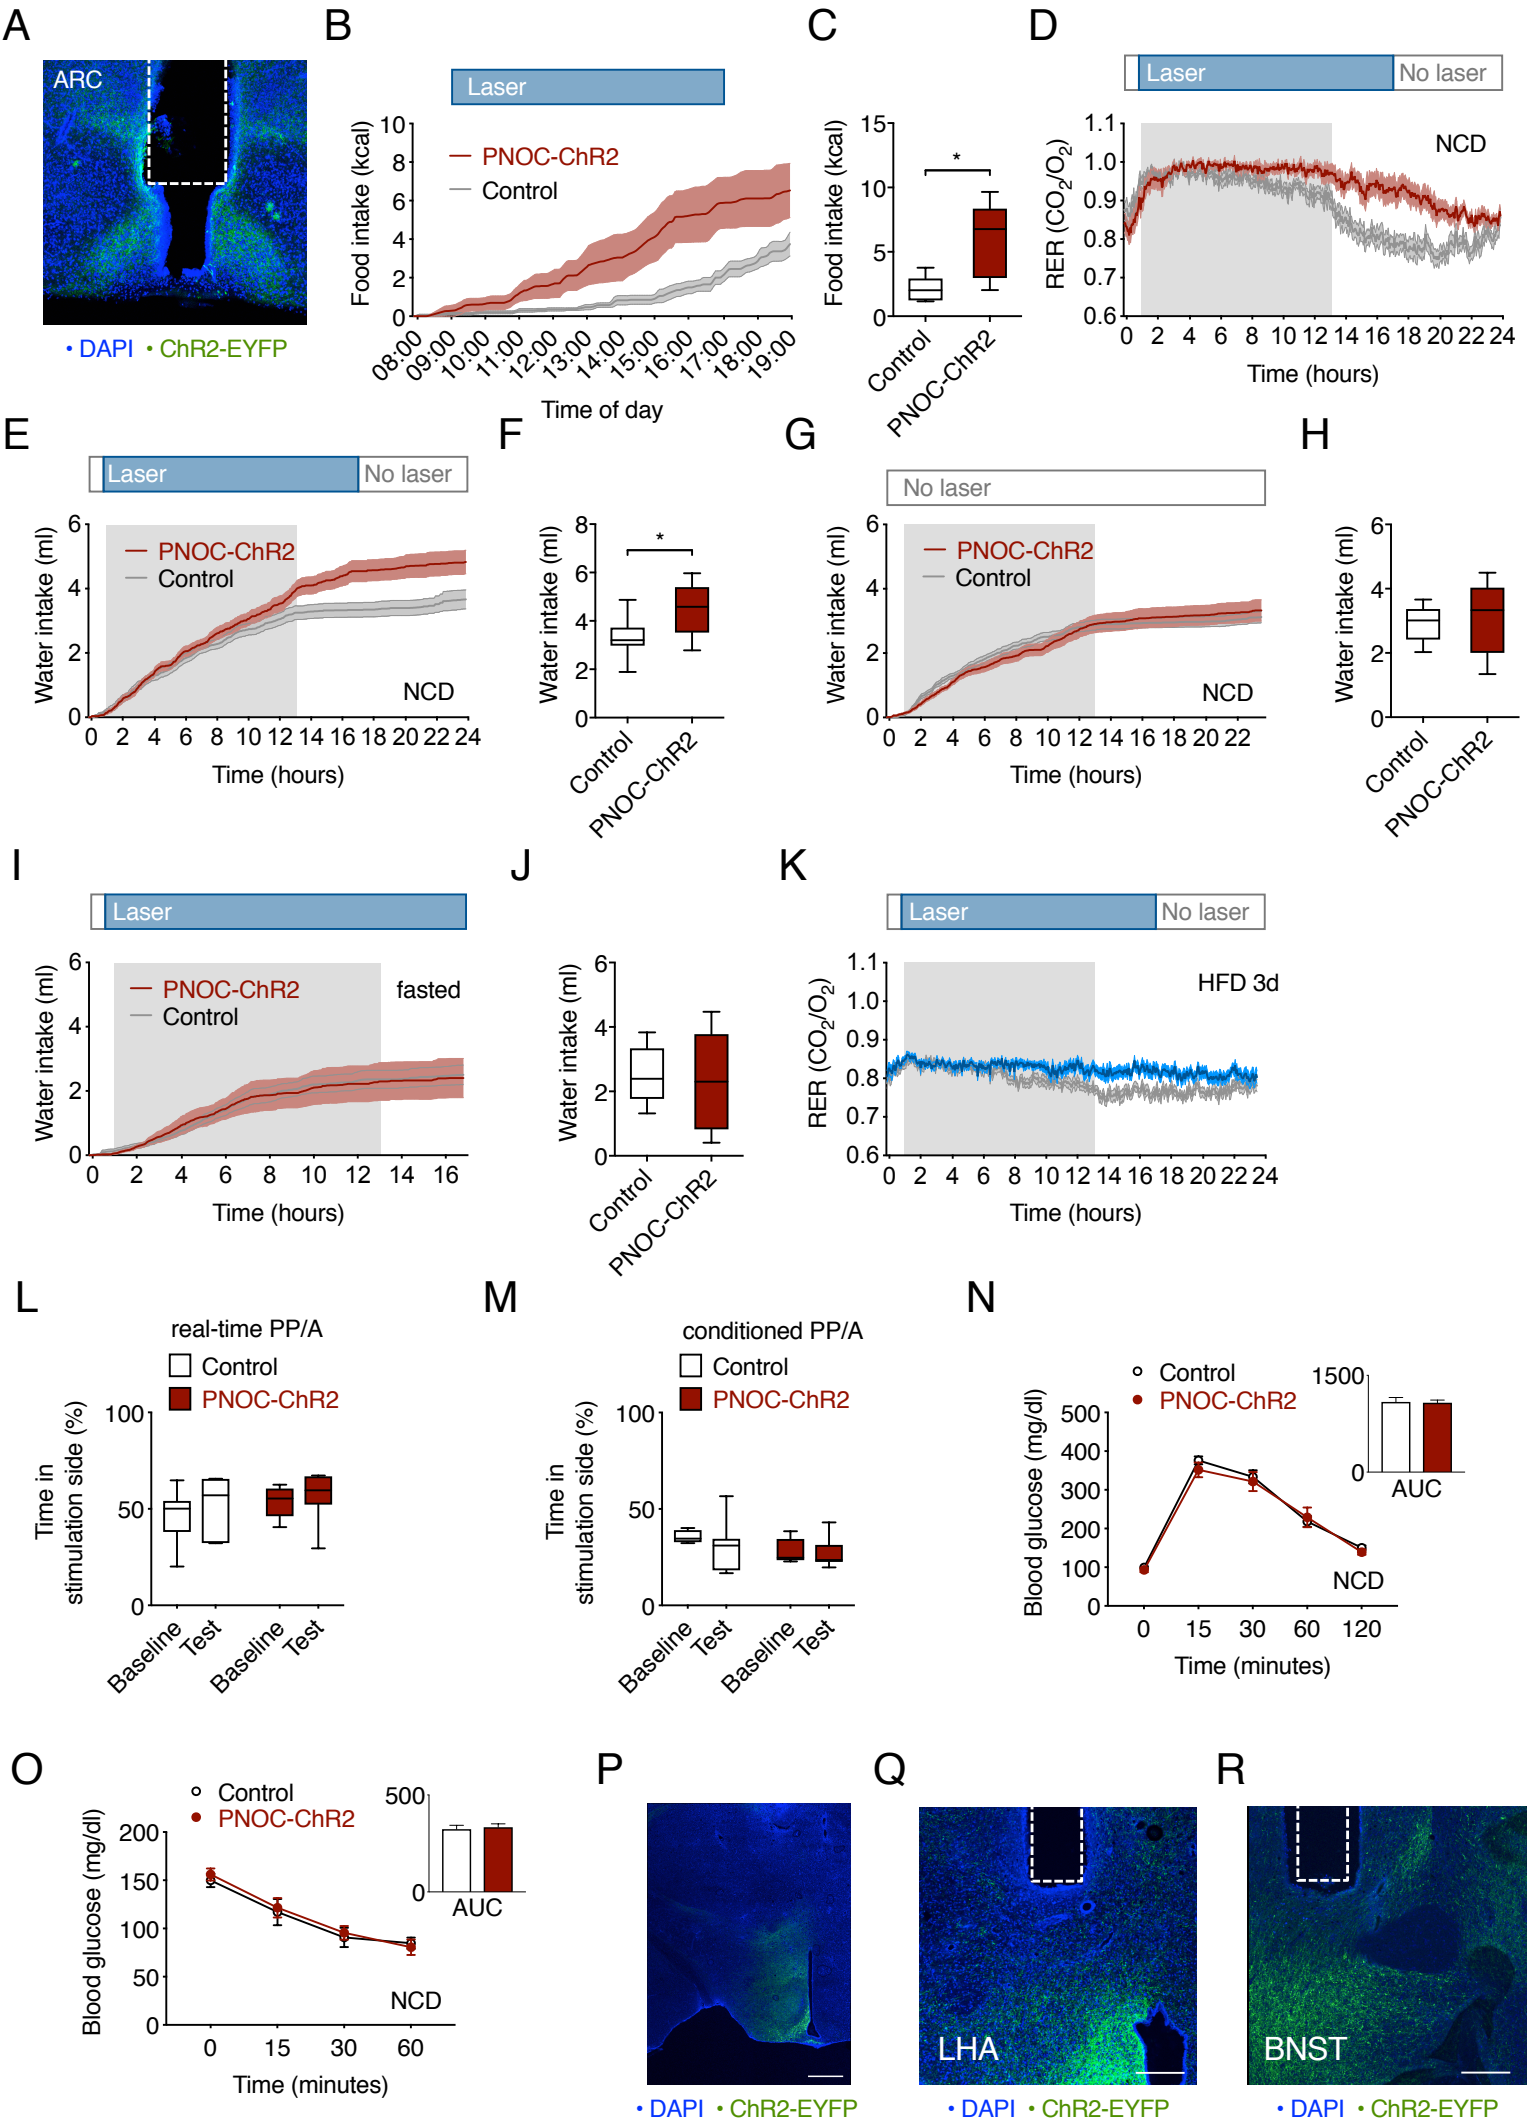 A
ARC
• DAPI • ChR2-EYFP
B
Laser
Food intake (kcal)
10
8
6
4
2
0
PNOC-ChR2
Control
08:00 09:00 10:00 11:00 12:00 13:00 14:00 15:00 16:00 17:00 18:00 19:00
Time of day
C
Food intake (kcal)
15
10
5
0
*
Control
PNOC-ChR2
D
Laser No laser
RER (CO2/O2)
1.1
1.0
0.9
0.8
0.7
0.6
NCD
0 2 4 6 8 10 12 14 16 18 20 22 24
Time (hours)
E
Laser No laser
Water intake (ml)
6
4
2
0
PNOC-ChR2
Control
NCD
0 2 4 6 8 10 12 14 16 18 20 22 24
Time (hours)
F
Water intake (ml)
8
6
4
2
0
*
Control
PNOC-ChR2
G
No laser
Water intake (ml)
6
4
2
0
PNOC-ChR2
Control
NCD
0 2 4 6 8 10 12 14 16 18 20 22
Time (hours)
H
Water intake (ml)
6
4
2
0
Control
PNOC-ChR2
I
Laser
Water intake (ml)
6
4
2
0
PNOC-ChR2
Control
fasted
0 2 4 6 8 10 12 14 16
Time (hours)
J
Water intake (ml)
6
4
2
0
Control
PNOC-ChR2
K
Laser No laser
RER (CO2/O2)
1.1
1.0
0.9
0.8
0.7
0.6
HFD 3d
0 2 4 6 8 10 12 14 16 18 20 22 24
Time (hours)
L
real-time PP/A
Control
PNOC-ChR2
Time in
stimulation side (%)
100
50
0
Baseline Test Baseline Test
M
conditioned PP/A
Control
PNOC-ChR2
Time in
stimulation side (%)
100
50
0
Baseline Test Baseline Test
N
Control
PNOC-ChR2
Blood glucose (mg/dl)
500
400
300
200
100
0
1500
0
AUC
NCD
0 15 30 60 120
Time (minutes)
O
Control
PNOC-ChR2
Blood glucose (mg/dl)
200
150
100
50
0
500
0
AUC
NCD
0 15 30 60
Time (minutes)
P
• DAPI • ChR2-EYFP
Q
LHA
• DAPI • ChR2-EYFP
R
BNST
• DAPI • ChR2-EYFP